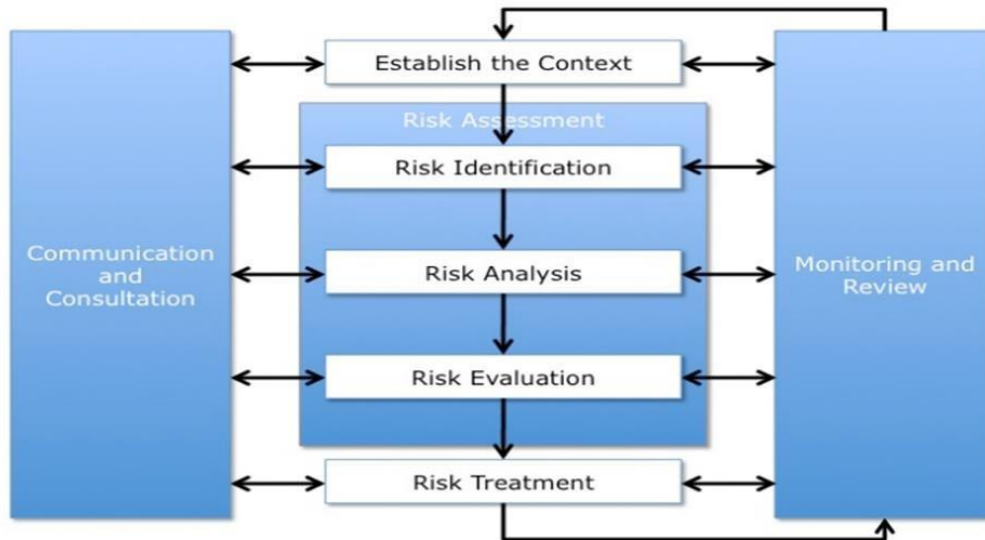 Establish the Context
Risk Assessment
Risk Identification
Communication
and
Consultation
Risk Analysis
Monitoring and
Review
Risk Evaluation
Risk Treatment